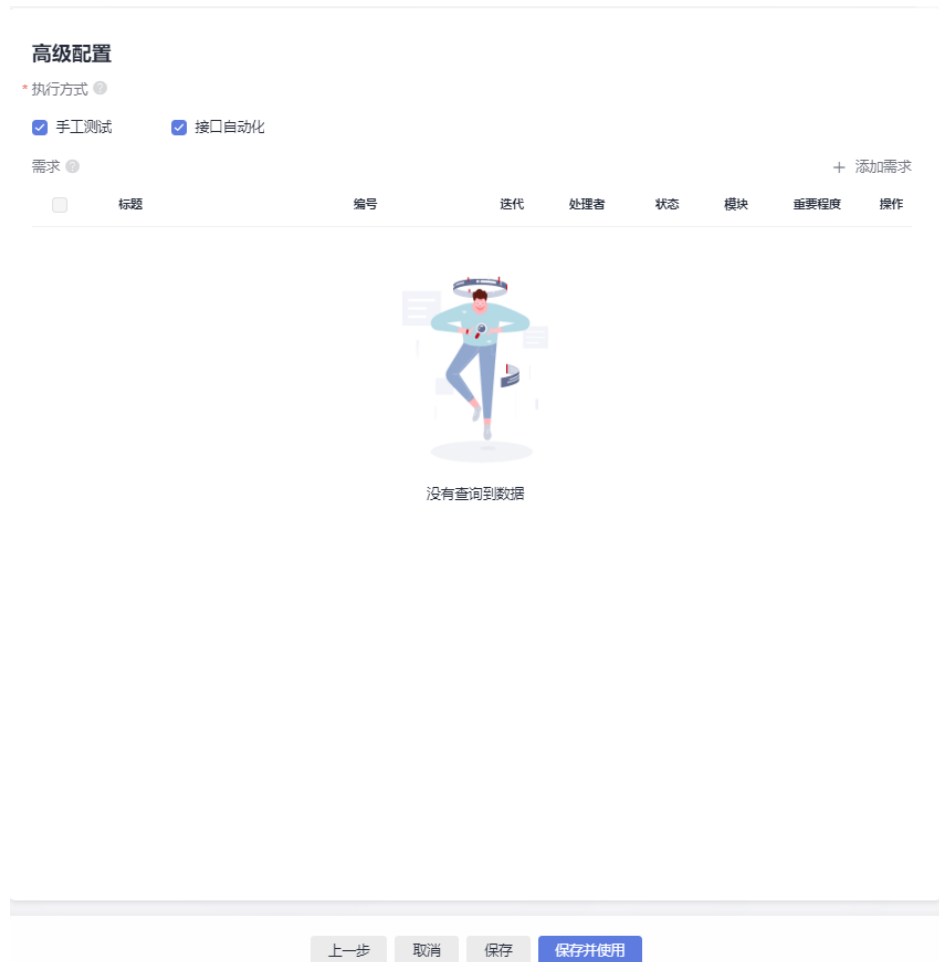 高级配置
* 执行方式 ?
手工测试 接口自动化
需求 ? + 添加需求
标题 编号 迭代 处理者 状态 模块 重要程度 操作
没有查询到数据
上一步 取消 保存 保存并使用